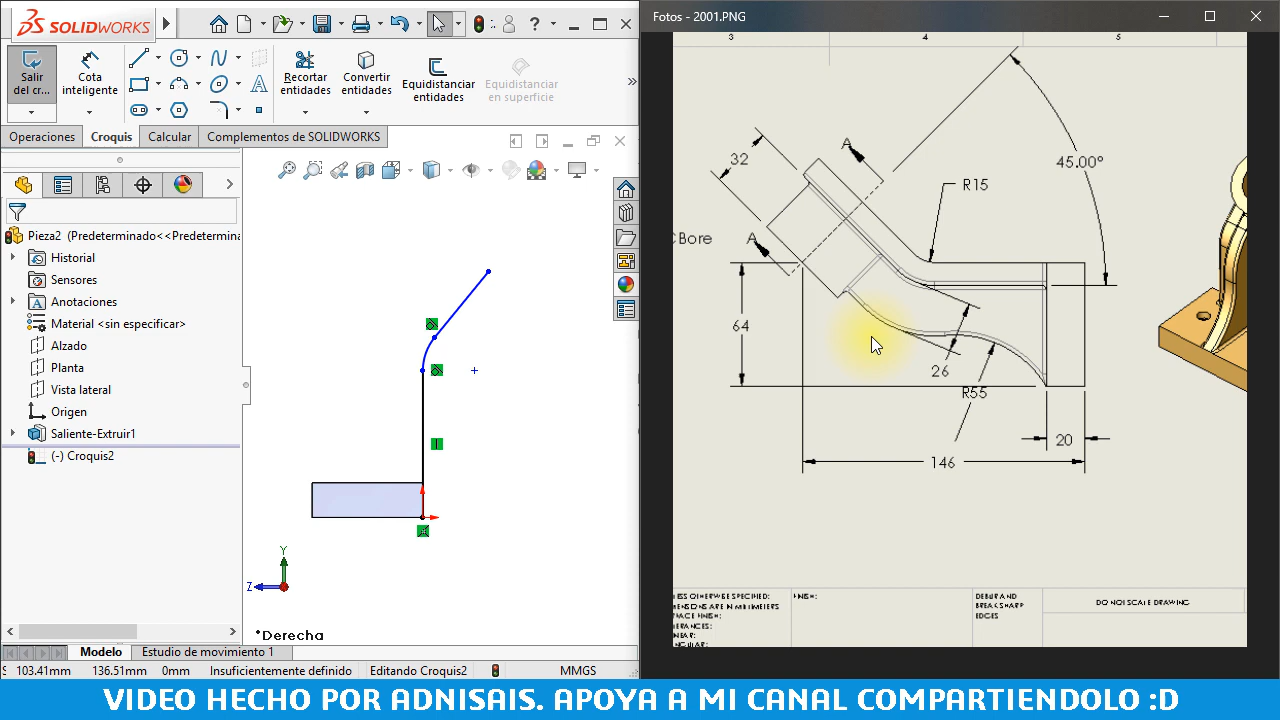 SOLIDWORKS
Fotos - 2001.PNG
Salir
del cr...
Cota
inteligente
Recortar
entidades
Convertir
entidades
Equidistanciar
entidades
Equidistanciar
en superficie
Operaciones
Croquis
Calcular
Complementos de SOLIDWORKS
Pieza2 (Predeterminado<<Predetermina
Historial
Sensores
Anotaciones
Material <sin especificar>
Alzado
Planta
Vista lateral
Origen
Saliente-Extruir1
(-) Croquis2
Y
Z
*Derecha
Modelo
Estudio de movimiento 1
103.41mm 136.51mm 0mm Insuficientemente definido Editando Croquis2 MMGS
3 4 5
32
A
45.00°
R15
CBore
A
64
26
R55
20
146
DEBUR AND
BREAK SHARP
EDGES
DO NOT SCALE DRAWING
VIDEO HECHO POR ADNISAIS. APOYA A MI CANAL COMPARTIENDOLO :D